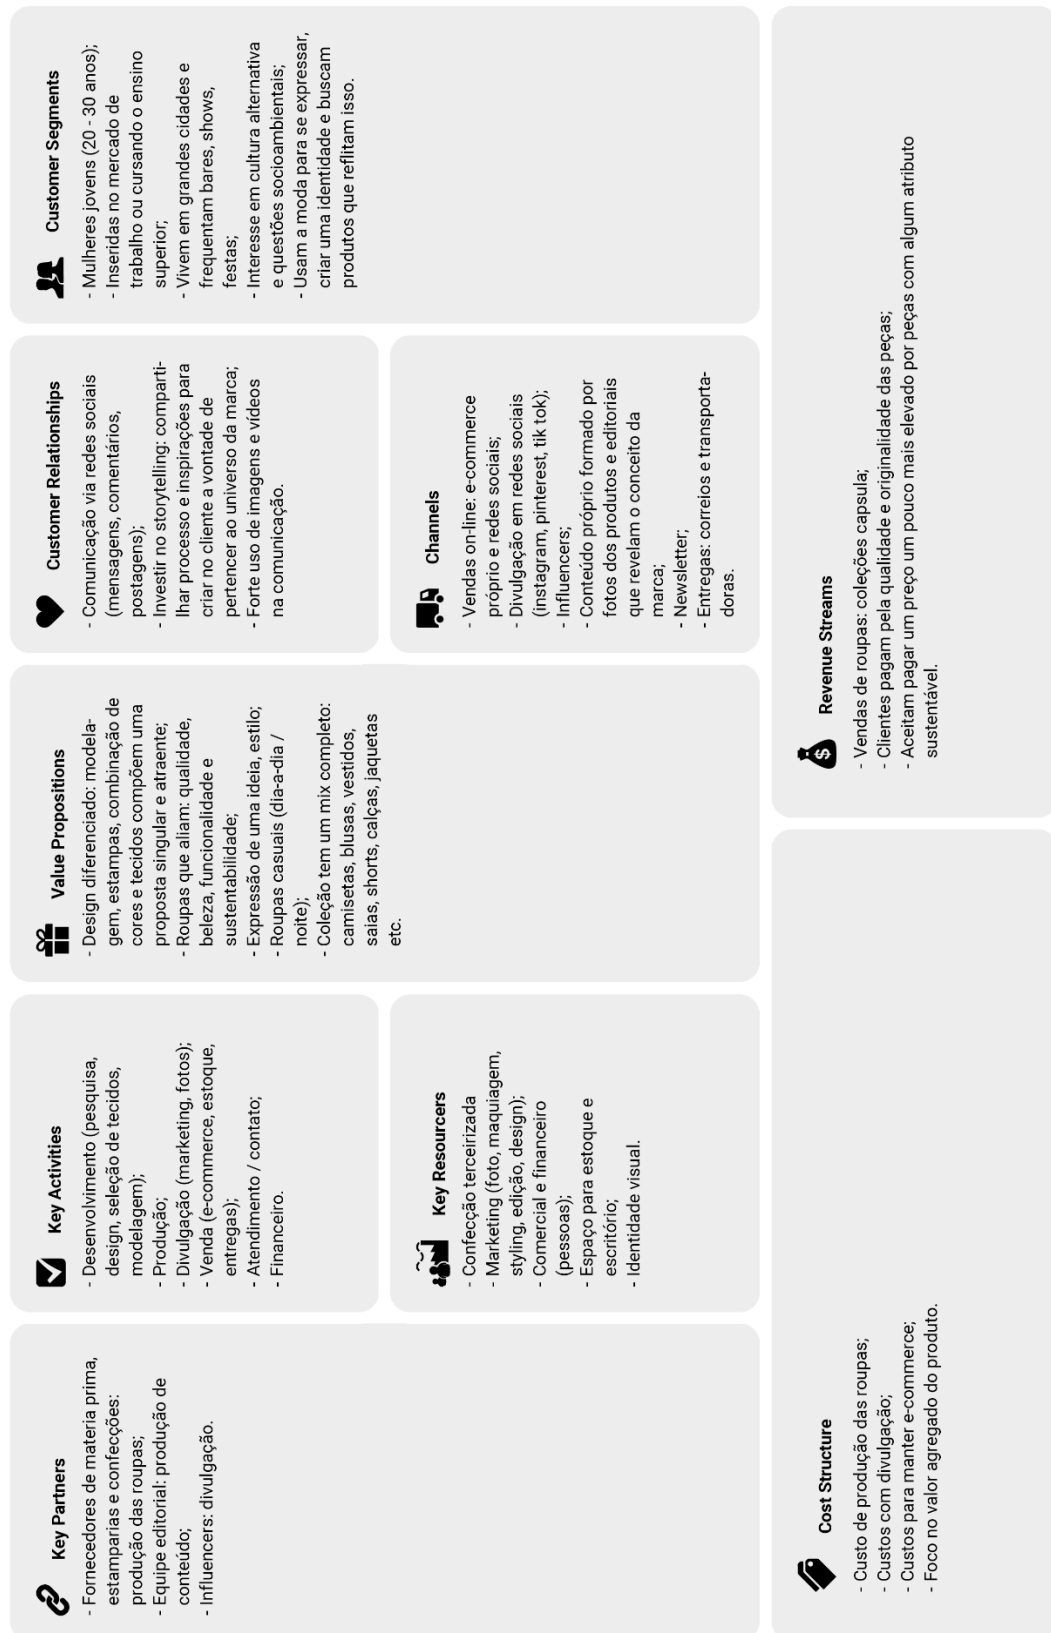 Key Partners
- Fornecedores de materia prima,
estamparias e confecções:
produção das roupas;
- Equipe editorial: produção de
conteúdo;
- Influencers: divulgação.
Key Activities
- Desenvolvimento (pesquisa,
design, seleção de tecidos,
modelagem);
- Produção;
- Divulgação (marketing, fotos);
- Venda (e-commerce, estoque,
entregas);
- Atendimento / contato;
- Financeiro.
Key Resourcers
- Confecção terceirizada
- Marketing (foto, maquiagem,
styling, edição, design);
- Comercial e financeiro
(pessoas);
- Espaço para estoque e
escritório;
- Identidade visual.
Value Propositions
- Design diferenciado: modela-
gem, estampas, combinação de
cores e tecidos compõem uma
proposta singular e atraente;
- Roupas que aliam: qualidade,
beleza, funcionalidade e
sustentabilidade;
- Expressão de uma ideia, estilo;
- Roupas casuais (dia-a-dia /
noite);
- Coleção tem um mix completo:
camisetas, blusas, vestidos,
saias, shorts, calças, jaquetas
etc.
Customer Relationships
- Comunicação via redes sociais
(mensagens, comentários,
postagens);
- Investir no storytelling: comparti-
lhar processo e inspirações para
criar no cliente a vontade de
pertencer ao universo da marca;
- Forte uso de imagens e vídeos
na comunicação.
Channels
- Vendas on-line: e-commerce
próprio e redes sociais;
- Divulgação em redes sociais
(instagram, pinterest, tik tok);
- Influencers;
- Conteúdo próprio formado por
fotos dos produtos e editoriais
que revelam o conceito da
marca;
- Newsletter;
- Entregas: correios e transporta-
doras.
Customer Segments
- Mulheres jovens (20 - 30 anos);
- Inseridas no mercado de
trabalho ou cursando o ensino
superior;
- Vivem em grandes cidades e
frequentam bares, shows,
festas;
- Interesse em cultura alternativa
e questões socioambientais;
- Usam a moda para se expressar,
criar uma identidade e buscam
produtos que reflitam isso.
Cost Structure
- Custo de produção das roupas;
- Custos com divulgação;
- Custos para manter e-commerce;
- Foco no valor agregado do produto.
Revenue Streams
- Vendas de roupas: coleções capsula;
- Clientes pagam pela qualidade e originalidade das peças;
- Aceitam pagar um preço um pouco mais elevado por peças com algum atributo
sustentável.